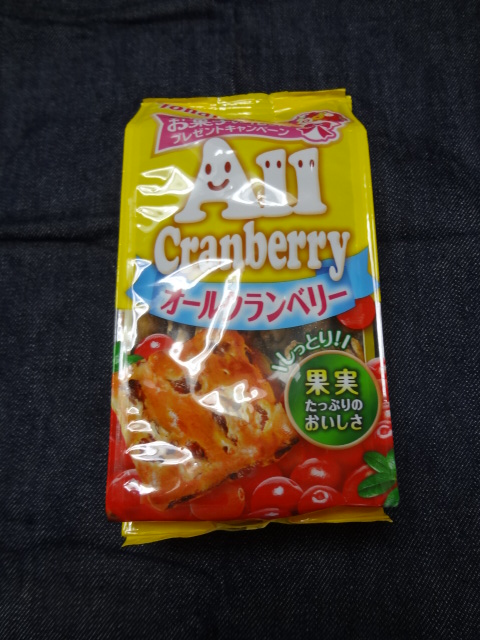 プレゼントキャンペーン
All
Cranberry
オールクランベリー
しっとり!!
果実
たっぷりの
おいしさ